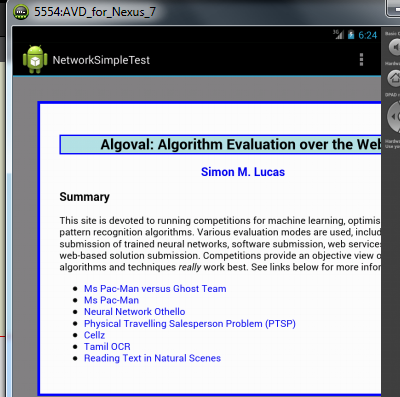 5554:AVD_for_Nexus_7
3G 6:24
NetworkSimpleTest
Algoval: Algorithm Evaluation over the Web
Simon M. Lucas
Summary
This site is devoted to running competitions for machine learning, optimis
pattern recognition algorithms. Various evaluation modes are used, includ
submission of trained neural networks, software submission, web service
web-based solution submission. Competitions provide an objective view o
algorithms and techniques really work best. See links below for more infor
Ms Pac-Man versus Ghost Team
Ms Pac-Man
Neural Network Othello
Physical Travelling Salesperson Problem (PTSP)
Cellz
Tamil OCR
Reading Text in Natural Scenes